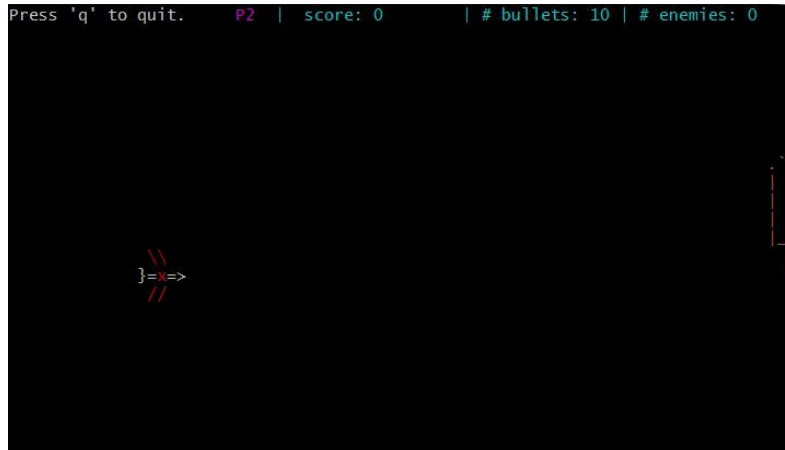 Press 'q' to quit. P2 | score: 0 | # bullets: 10 | # enemies: 0
\\
}=x=>
//